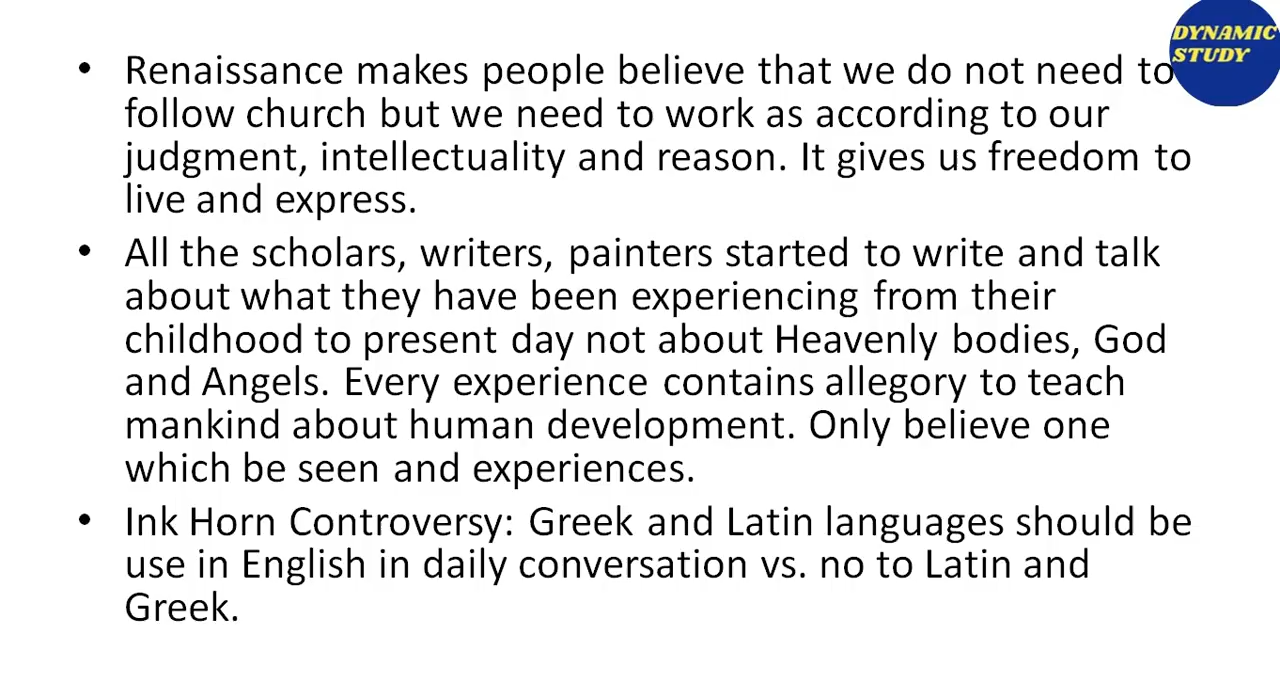 DYNAMIC
STUDY
• Renaissance makes people believe that we do not need to
follow church but we need to work as according to our
judgment, intellectuality and reason. It gives us freedom to
live and express.
• All the scholars, writers, painters started to write and talk
about what they have been experiencing from their
childhood to present day not about Heavenly bodies, God
and Angels. Every experience contains allegory to teach
mankind about human development. Only believe one
which be seen and experiences.
• Ink Horn Controversy: Greek and Latin languages should be
use in English in daily conversation vs. no to Latin and
Greek.